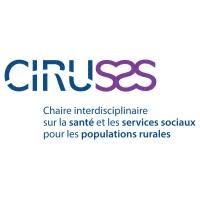 CIRUSSS
Chaire interdisciplinaire
sur la santé et les services sociaux
pour les populations rurales